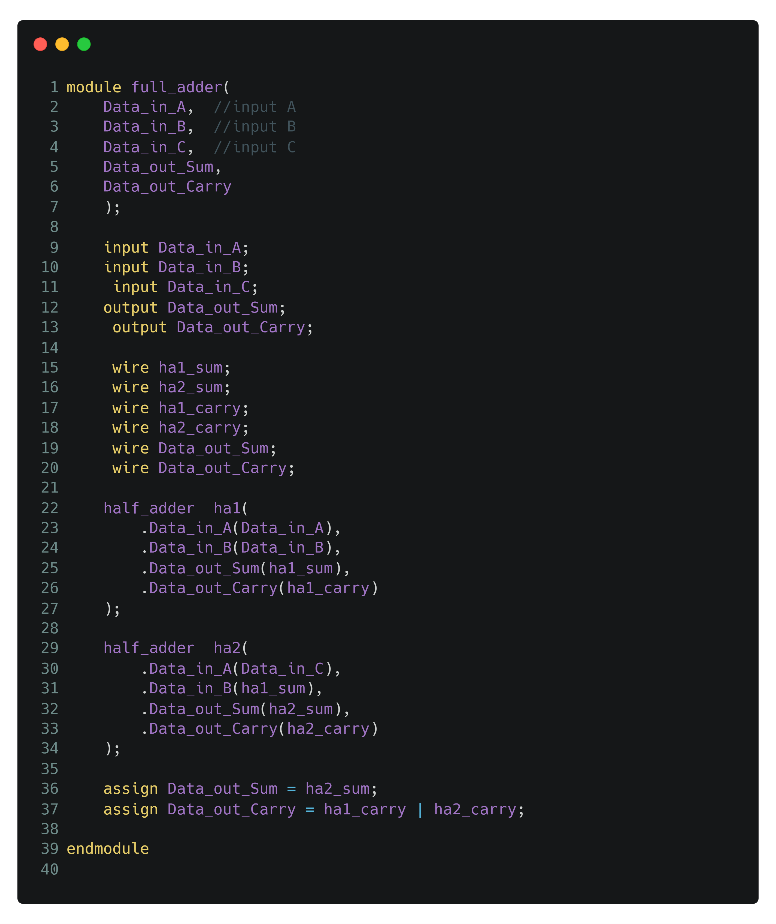 1 module full_adder(
2     Data_in_A,  //input A
3     Data_in_B,  //input B
4     Data_in_C,  //input C
5     Data_out_Sum,
6     Data_out_Carry
7     );
8
9     input Data_in_A;
10     input Data_in_B;
11      input Data_in_C;
12     output Data_out_Sum;
13      output Data_out_Carry;
14
15      wire ha1_sum;
16      wire ha2_sum;
17      wire ha1_carry;
18      wire ha2_carry;
19      wire Data_out_Sum;
20      wire Data_out_Carry;
21
22     half_adder  ha1(
23         .Data_in_A(Data_in_A),
24         .Data_in_B(Data_in_B),
25         .Data_out_Sum(ha1_sum),
26         .Data_out_Carry(ha1_carry)
27     );
28
29     half_adder  ha2(
30         .Data_in_A(Data_in_C),
31         .Data_in_B(ha1_sum),
32         .Data_out_Sum(ha2_sum),
33         .Data_out_Carry(ha2_carry)
34     );
35
36     assign Data_out_Sum = ha2_sum;
37     assign Data_out_Carry = ha1_carry | ha2_carry;
38
39 endmodule
40